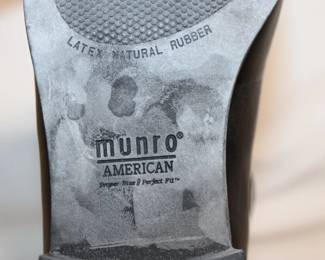 LATEX NATURAL RUBBER
munro®
AMERICAN
Proper Size & Perfect Fit™